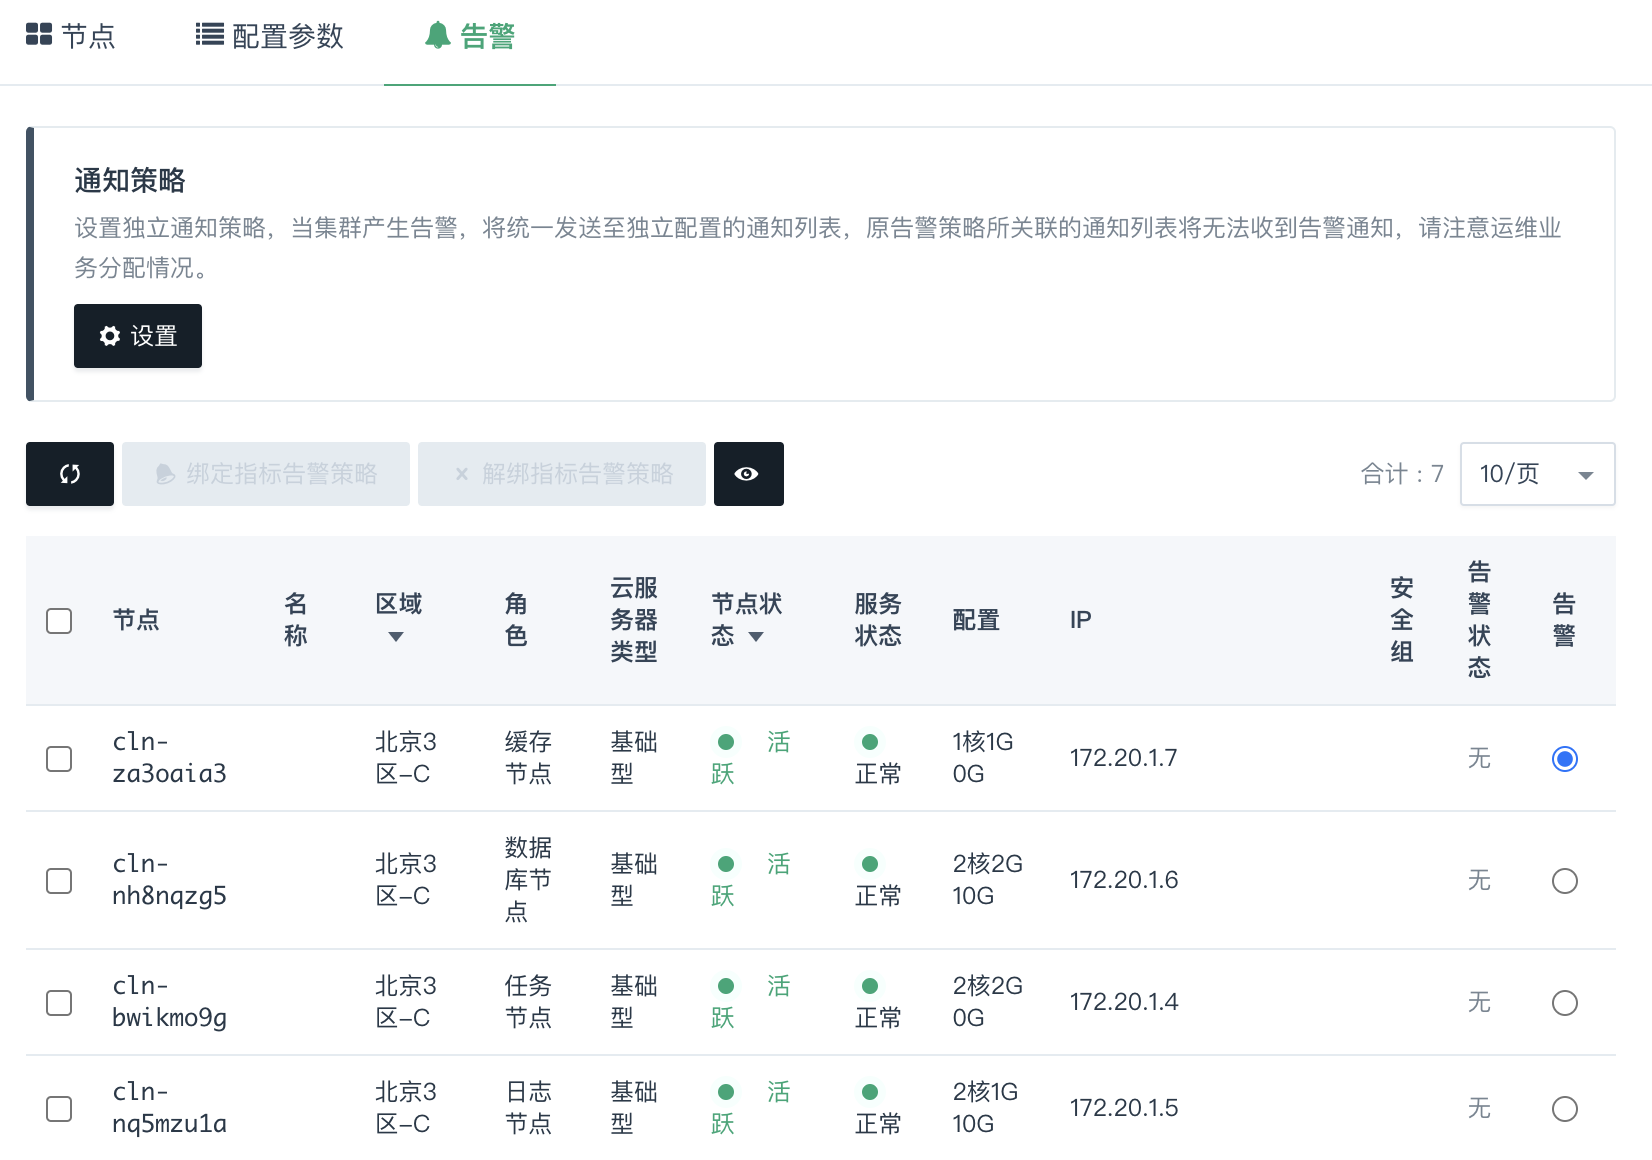 节点 配置参数 告警
通知策略
设置独立通知策略，当集群产生告警，将统一发送至独立配置的通知列表，原告警策略所关联的通知列表将无法收到告警通知，请注意运维业
务分配情况。
设置
绑定指标告警策略 解绑指标告警策略 合计：7 10/页
节点 名称 区域 角色 云服务器类型 节点状态 服务状态 配置 IP 安全组 告警状态 告警
cln- 北京3 缓存 基础 活 1核1G
za3oaia3 区-C 节点 型 跃 正常 0G 172.20.1.7 无
cln- 北京3 数据 基础 活 2核2G
nh8nqzg5 区-C 库节 型 跃 正常 10G 172.20.1.6 无
点
cln- 北京3 任务 基础 活 2核2G
bwikmo9g 区-C 节点 型 跃 正常 0G 172.20.1.4 无
cln- 北京3 日志 基础 活 2核1G
nq5mzu1a 区-C 节点 型 跃 正常 10G 172.20.1.5 无